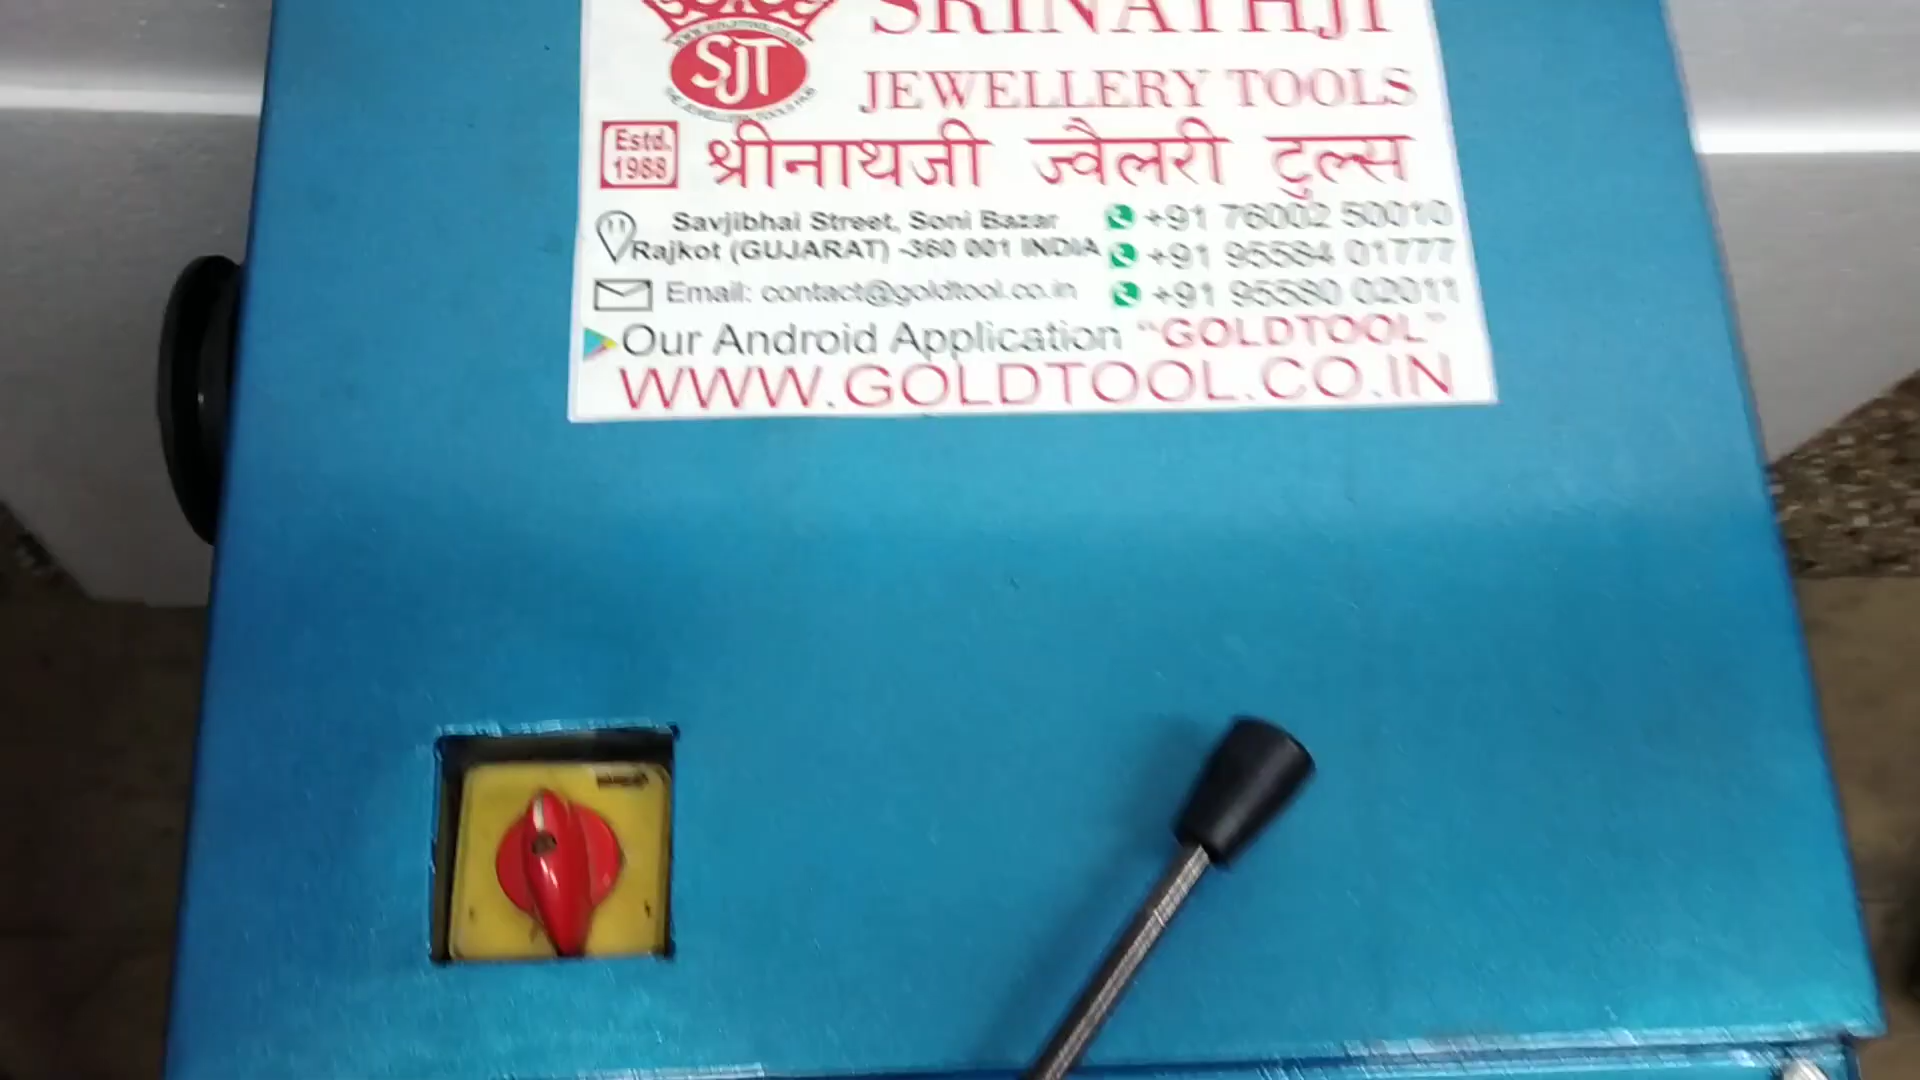 SRINATHJI
SJT
JEWELLERY TOOLS
Estd.
1988
श्रीनाथजी ज्वैलरी टुल्स
11
Savjibhai Street, Soni Bazar
Rajkot (GUJARAT) -360 001 INDIA
+91 76002 50010
+91 95584 01777
+91 95580 02011
Email: contact@goldtool.co.in
Our Android Application "GOLDTOOL"
WWW.GOLDTOOL.CO.IN